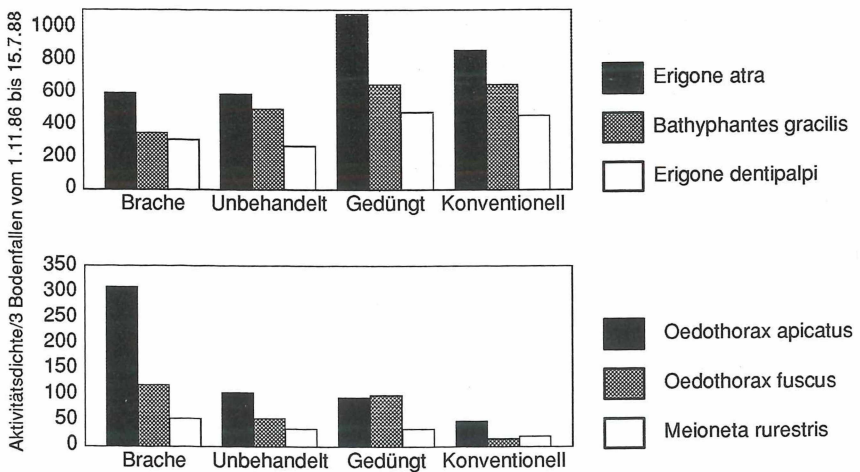 Aktivitätsdichte/3 Bodenfallen vom 1.11.86 bis 15.7.88
1000
800
600
400
200
0
Brache Unbehandelt Gedüngt Konventionell
Erigone atra
Bathyphantes gracilis
Erigone dentipalpi
350
300
250
200
150
100
50
0
Brache Unbehandelt Gedüngt Konventionell
Oedothorax apicatus
Oedothorax fuscus
Meioneta rurestris